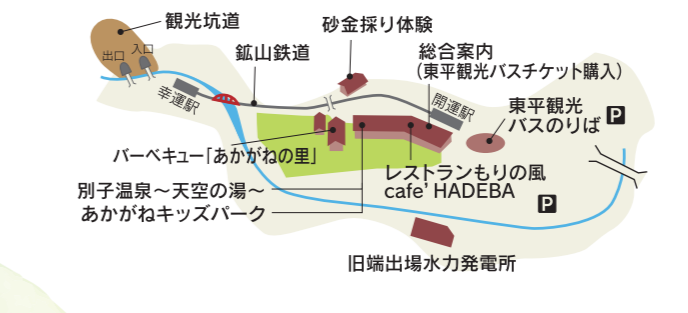 観光坑道
砂金採り体験
出口
入口
鉱山鉄道
総合案内
（東平観光バスチケット購入）
幸運駅
開運駅
東平観光
バスのりば
P
バーベキュー「あかがねの里」
レストランもりの風
cafe' HADEBA
別子温泉～天空の湯～
あかがねキッズパーク
P
旧端出場水力発電所